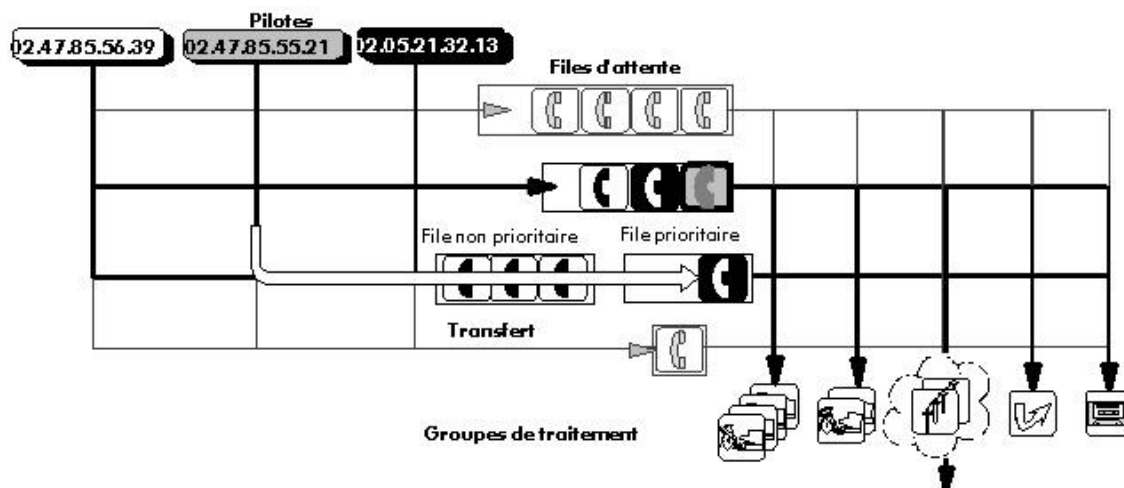 Pilotes
02.47.85.56.39
02.47.85.55.21
02.05.21.32.13
Files d'attente
File non prioritaire
File prioritaire
Transfert
Groupes de traitement